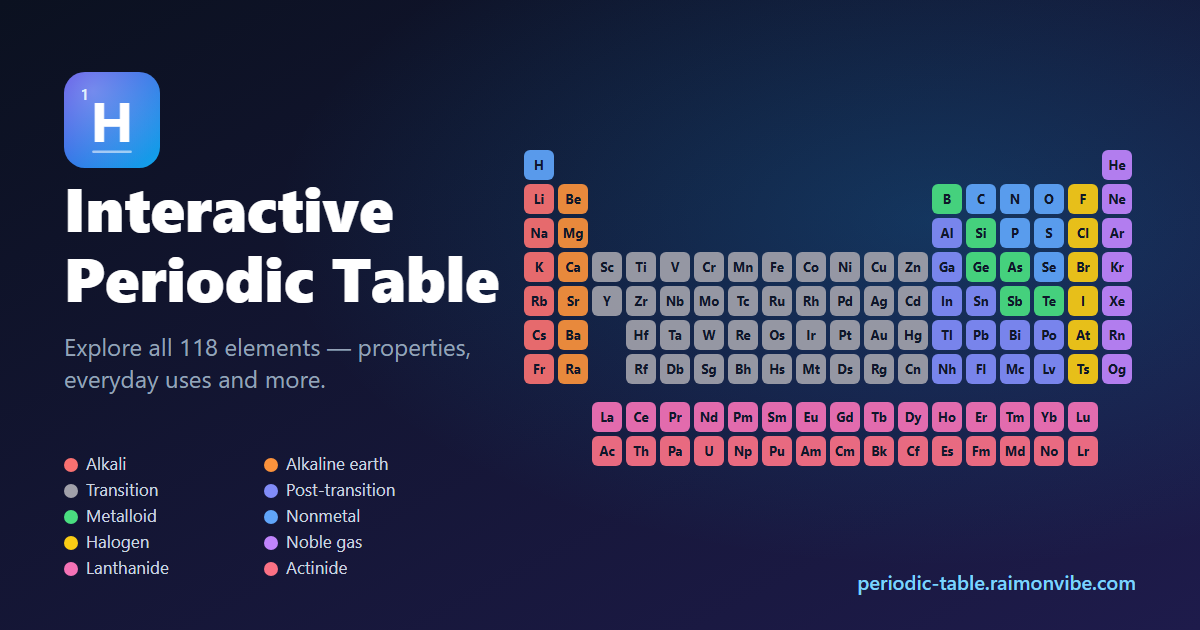 1
H
Interactive
Periodic Table
Explore all 118 elements — properties,
everyday uses and more.
Alkali
Alkaline earth
Transition
Post-transition
Metalloid
Nonmetal
Halogen
Noble gas
Lanthanide
Actinide
H He
Li Be B C N O F Ne
Na Mg Al Si P S Cl Ar
K Ca Sc Ti V Cr Mn Fe Co Ni Cu Zn Ga Ge As Se Br Kr
Rb Sr Y Zr Nb Mo Tc Ru Rh Pd Ag Cd In Sn Sb Te I Xe
Cs Ba Hf Ta W Re Os Ir Pt Au Hg Tl Pb Bi Po At Rn
Fr Ra Rf Db Sg Bh Hs Mt Ds Rg Cn Nh Fl Mc Lv Ts Og
La Ce Pr Nd Pm Sm Eu Gd Tb Dy Ho Er Tm Yb Lu
Ac Th Pa U Np Pu Am Cm Bk Cf Es Fm Md No Lr
periodic-table.raimonvibe.com